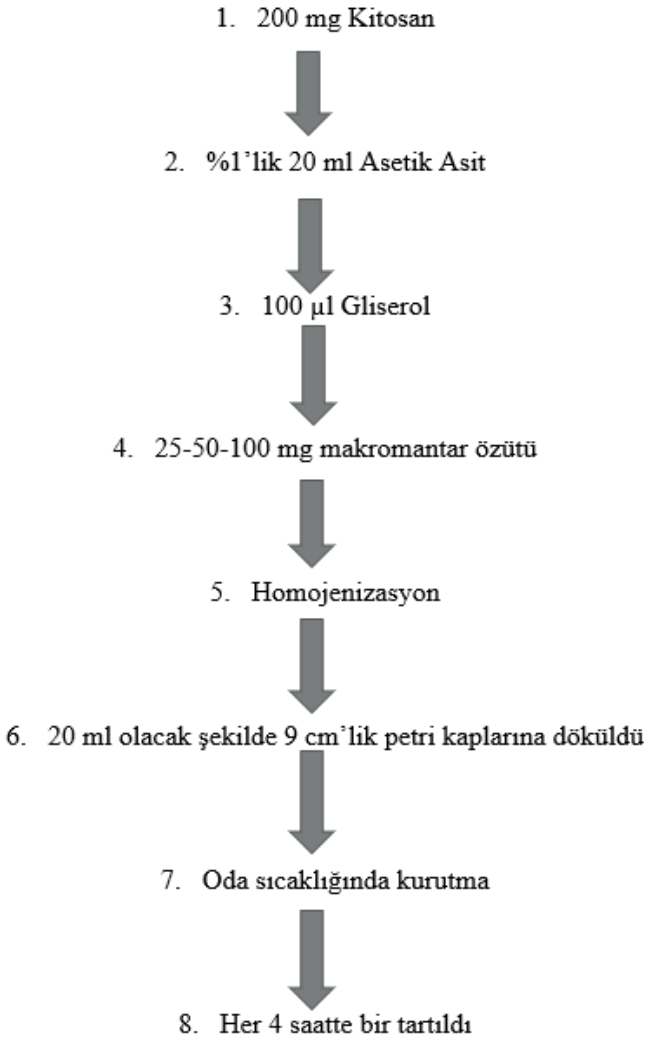 1. 200 mg Kitosan
2. %1'lik 20 ml Asetik Asit
3. 100 µl Gliserol
4. 25-50-100 mg makromantar özütü
5. Homojenizasyon
6. 20 ml olacak şekilde 9 cm'lik petri kaplarına döküldü
7. Oda sıcaklığında kurutma
8. Her 4 saatte bir tartıldı